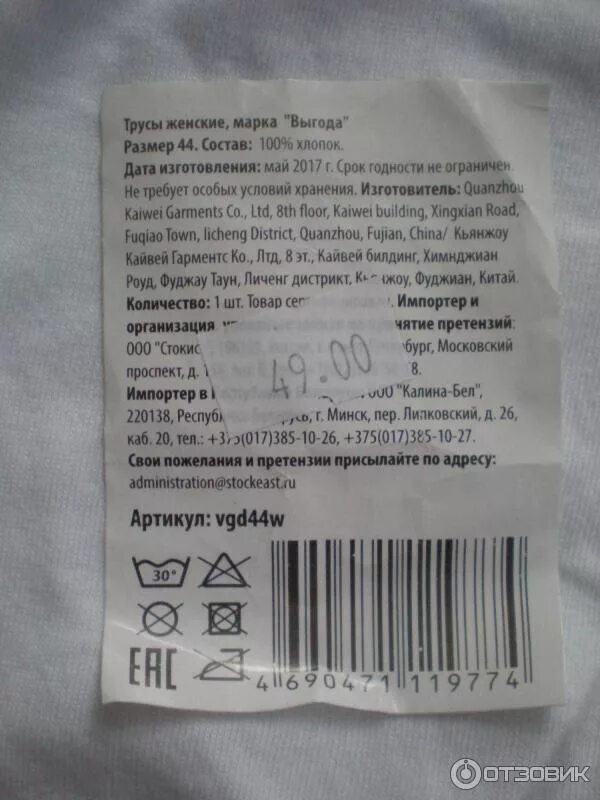 Трусы женские, марка "Выгода"
Размер 44. Состав: 100% хлопок.
Дата изготовления: май 2017 г. Срок годности не ограничен.
Не требует особых условий хранения. Изготовитель: Quanzhou
Kaiwei Garments Co., Ltd, 8th floor, Kaiwei building, Xingxian Road,
Fuqiao Town, licheng District, Quanzhou, Fujian, China/ Кьянжоу
Кайвей Гарментс Ко., Лтд, 8 эт., Кайвей билдинг, Химнджиан
Роуд, Фуджау Таун, Личенг дистрикт, Кьянжоу, Фуджиан, Китай.
Количество: 1 шт. Товар Импортер и
организация, претензий:
ООО Московский
проспект, д.
49.00
Импортер в ООО "Калина-Бел",
220138, г. Минск, пер. Липковский, д. 26,
каб. 20, тел.: +375(017)385-10-26, +375(017)385-10-27.
Свои пожелания и претензии присылайте по адресу:
administration@stockeast.ru
Артикул: vgd44w
30°
EAC
4 690471 119774
ОТЗОВИК